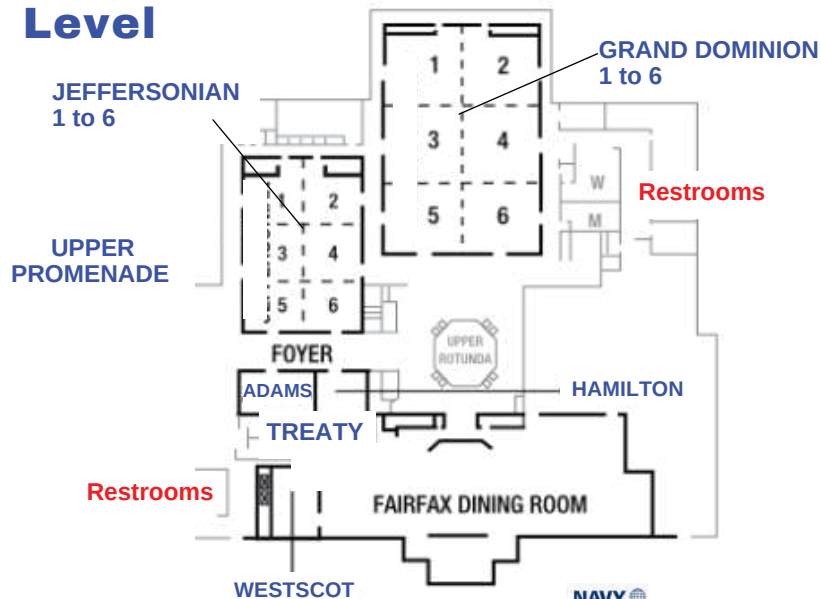 Level
GRAND DOMINION
1 to 6
JEFFERSONIAN
1 to 6
1 2
3 4
5 6
W
M
Restrooms
1 2
3 4
5 6
UPPER
PROMENADE
FOYER
UPPER
ROTUNDA
ADAMS
HAMILTON
TREATY
Restrooms
FAIRFAX DINING ROOM
WESTSCOT
NAVY